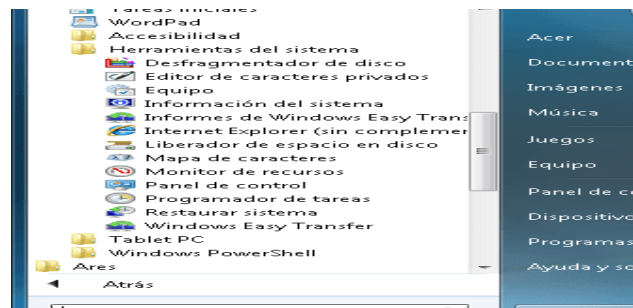 Tareas iniciales
WordPad
Accesibilidad
Herramientas del sistema
Desfragmentador de disco
Editor de caracteres privados
Equipo
Información del sistema
Informes de Windows Easy Trans
Internet Explorer (sin complemer
Liberador de espacio en disco
Mapa de caracteres
Monitor de recursos
Panel de control
Programador de tareas
Restaurar sistema
Windows Easy Transfer
Tablet PC
Windows PowerShell
Ares
Atrás
Acer
Document
Imágenes
Música
Juegos
Equipo
Panel de c
Dispositivo
Programas
Ayuda y so